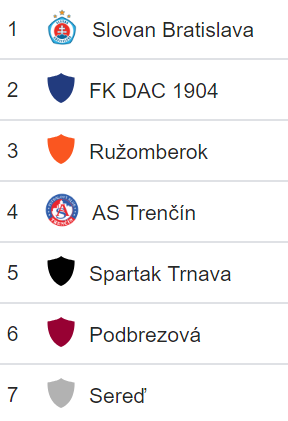 1 Slovan Bratislava
2 FK DAC 1904
3 Ružomberok
4 AS Trenčín
5 Spartak Trnava
6 Podbrezová
7 Sereď